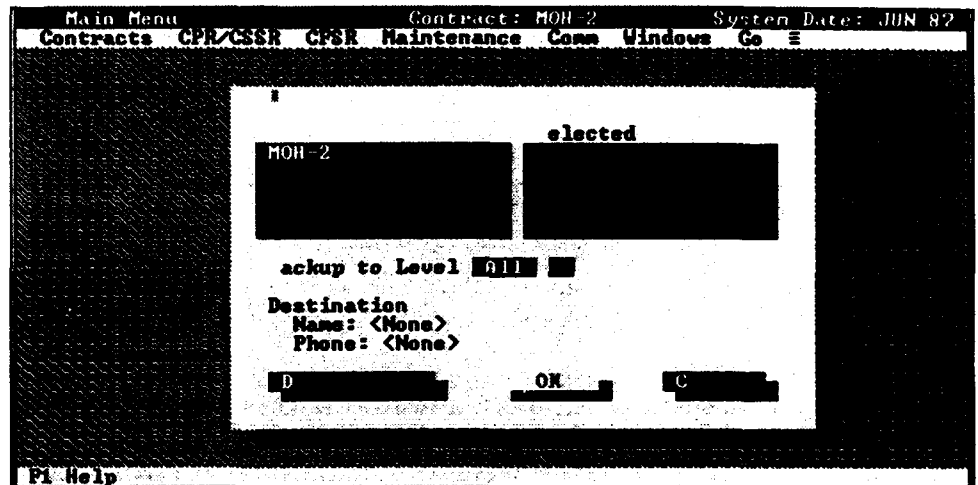 Main Menu Contract: MOH-2 System Date: JUN 87
Contracts CPR/CSSR CFSR Maintenance Comm Windows Go ≡
elected
MOH-2
ackup to Level All
Destination
Name: <None>
Phone: <None>
D OK C
F1 Help